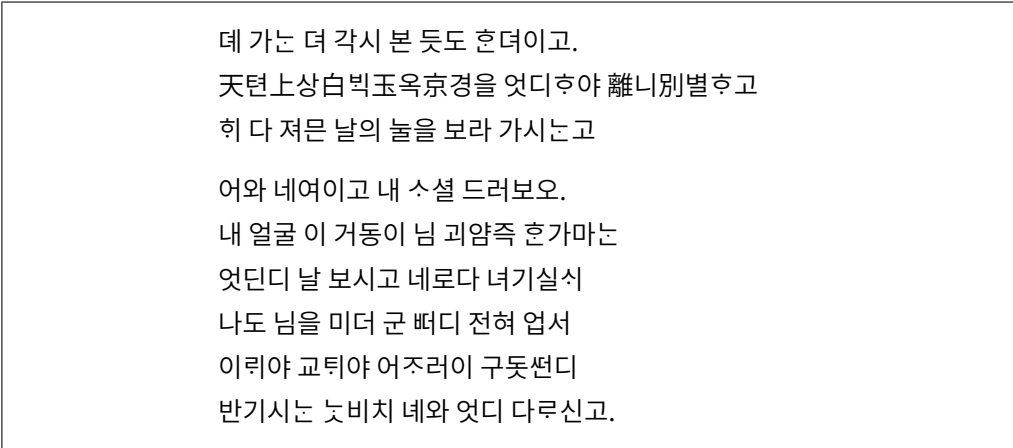 뎨 가ᄂᆞᆫ 뎌 각시 본 듯도 ᄒᆞᆫ뎌이고.
天텬上상白ᄇᆡᆨ玉옥京경을 엇디ᄒᆞ야 離니別별ᄒᆞ고
ᄒᆡ 다 져믄 날의 눌을 보라 가시ᄂᆞᆫ고
어와 네여이고 내 ᄉᆞ셜 드러보오.
내 얼굴 이 거동이 님 괴얌즉 ᄒᆞᆫ가마ᄂᆞᆫ
엇딘디 날 보시고 네로다 녀기실ᄉᆡ
나도 님을 미더 군 ᄠᅥ디 전혀 업서
이ᄅᆡ야 교ᄐᆡ야 어ᄌᆞ러이 구돗썬디
반기시ᄂᆞᆫ ᄂᆞᆺ비치 녜와 엇디 다ᄅᆞ신고.